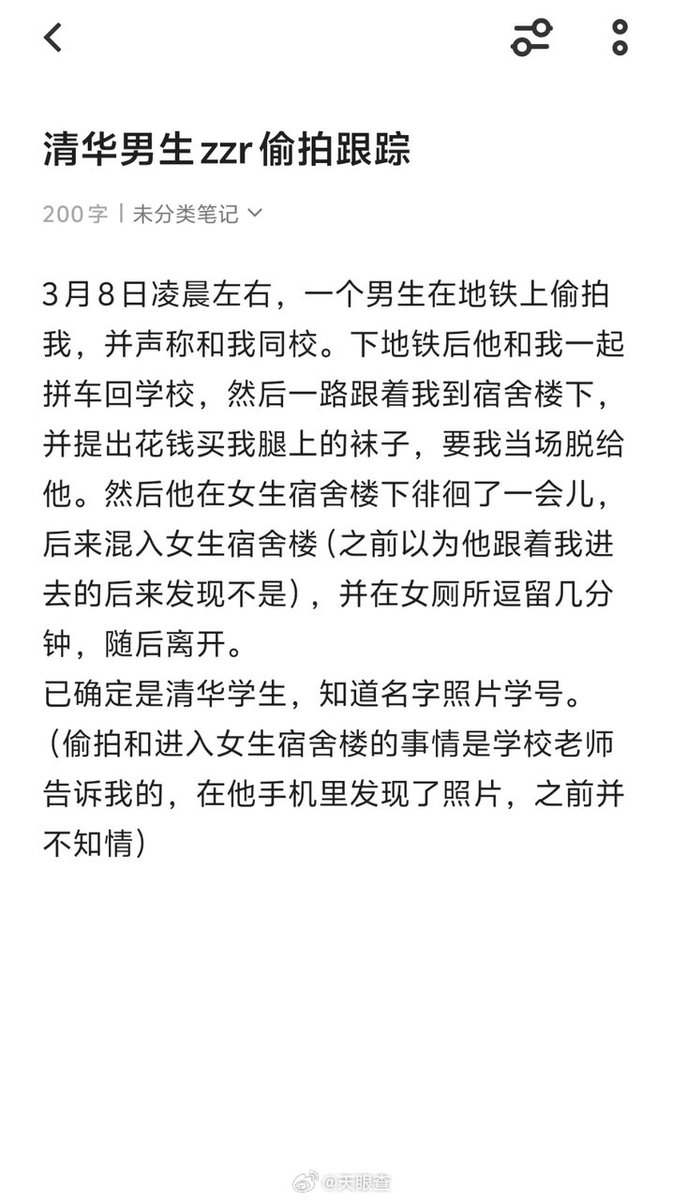 清华男生zzr偷拍跟踪
200字 | 未分类笔记
3月8日凌晨左右，一个男生在地铁上偷拍
我，并声称和我同校。下地铁后他和我一起
拼车回学校，然后一路跟着我到宿舍楼下，
并提出花钱买我腿上的袜子，要我当场脱给
他。然后他在女生宿舍楼下徘徊了一会儿，
后来混入女生宿舍楼（之前以为他跟着我进
去的后来发现不是），并在女厕所逗留几分
钟，随后离开。
已确定是清华学生，知道名字照片学号。
（偷拍和进入女生宿舍楼的事情是学校老师
告诉我的，在他手机里发现了照片，之前并
不知情）
@天眼查